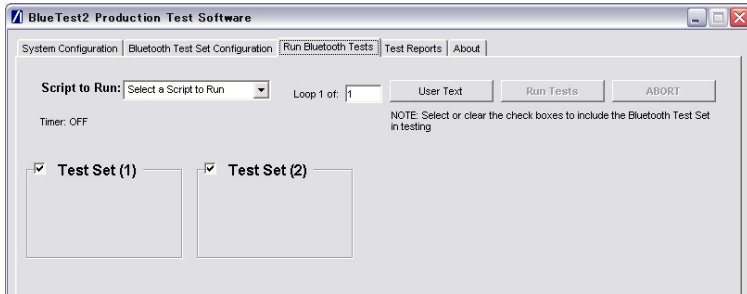 BlueTest2 Production Test Software
System Configuration
Bluetooth Test Set Configuration
Run Bluetooth Tests
Test Reports
About
Script to Run:
Select a Script to Run
Loop 1 of:
1
User Text
Run Tests
ABORT
Timer: OFF
NOTE: Select or clear the check boxes to include the Bluetooth Test Set
in testing
Test Set (1)
Test Set (2)